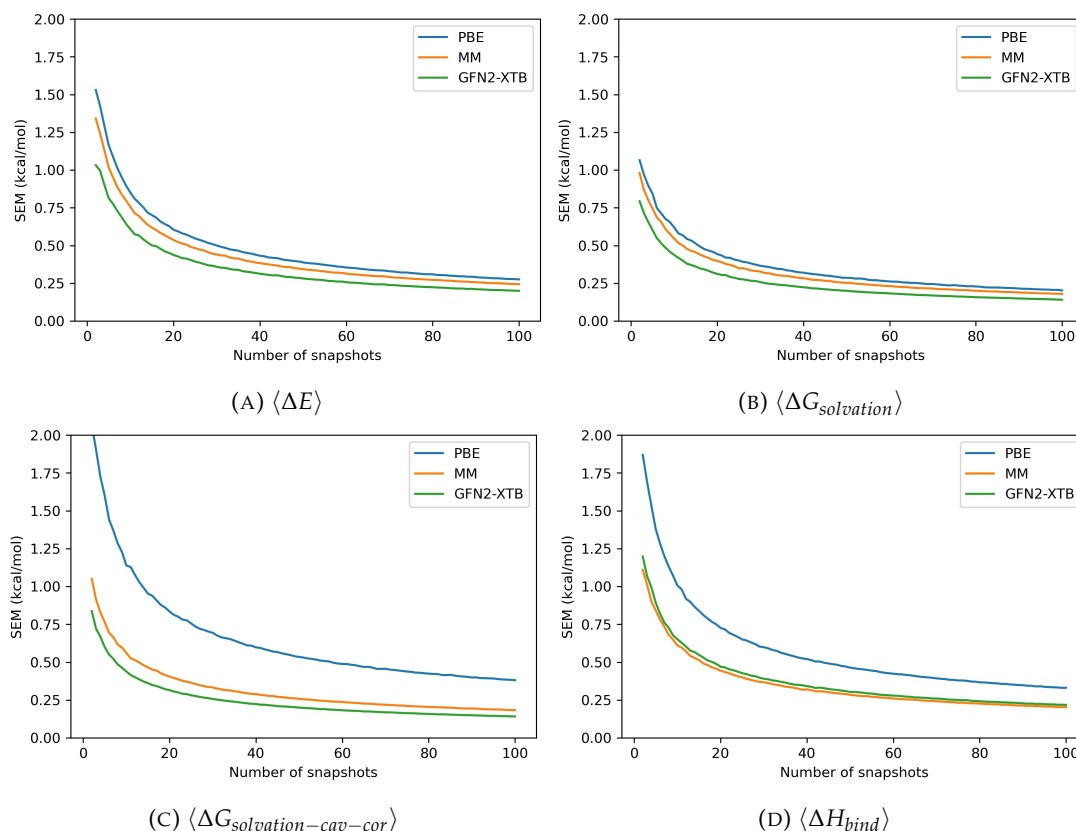 2.00
1.75
1.50
1.25
1.00
0.75
0.50
0.25
0.00
SEM (kcal/mol)
PBE
MM
GFN2-XTB
0 20 40 60 80 100
Number of snapshots
(A) ⟨ΔE⟩
2.00
1.75
1.50
1.25
1.00
0.75
0.50
0.25
0.00
SEM (kcal/mol)
PBE
MM
GFN2-XTB
0 20 40 60 80 100
Number of snapshots
(B) ⟨ΔG_solvation⟩
2.00
1.75
1.50
1.25
1.00
0.75
0.50
0.25
0.00
SEM (kcal/mol)
PBE
MM
GFN2-XTB
0 20 40 60 80 100
Number of snapshots
(C) ⟨ΔG_solvation−cav−cor⟩
2.00
1.75
1.50
1.25
1.00
0.75
0.50
0.25
0.00
SEM (kcal/mol)
PBE
MM
GFN2-XTB
0 20 40 60 80 100
Number of snapshots
(D) ⟨ΔH_bind⟩